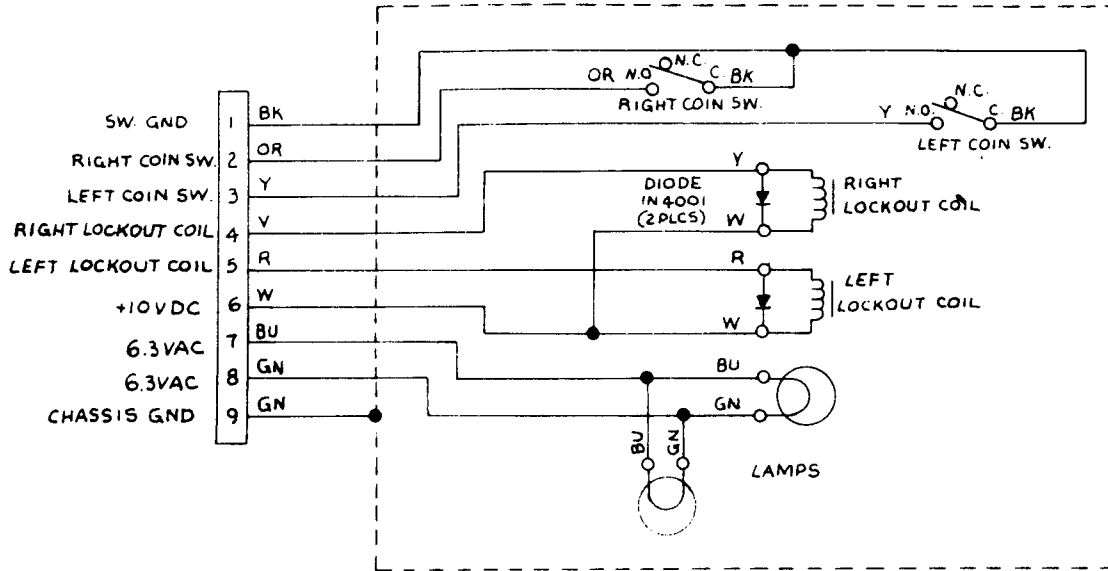 N.C.
OR N.O. C. BK
RIGHT COIN SW.
N.C.
Y N.O. C. BK
LEFT COIN SW.
SW. GND 1 BK
RIGHT COIN SW. 2 OR
LEFT COIN SW. 3 Y
RIGHT LOCKOUT COIL 4 V
LEFT LOCKOUT COIL 5 R
+10VDC 6 W
6.3VAC 7 BU
6.3VAC 8 GN
CHASSIS GND 9 GN
Y
DIODE
IN4001
(2PLCS)
W
RIGHT
LOCKOUT COIL
R
W
LEFT
LOCKOUT COIL
BU
GN
BU GN
LAMPS